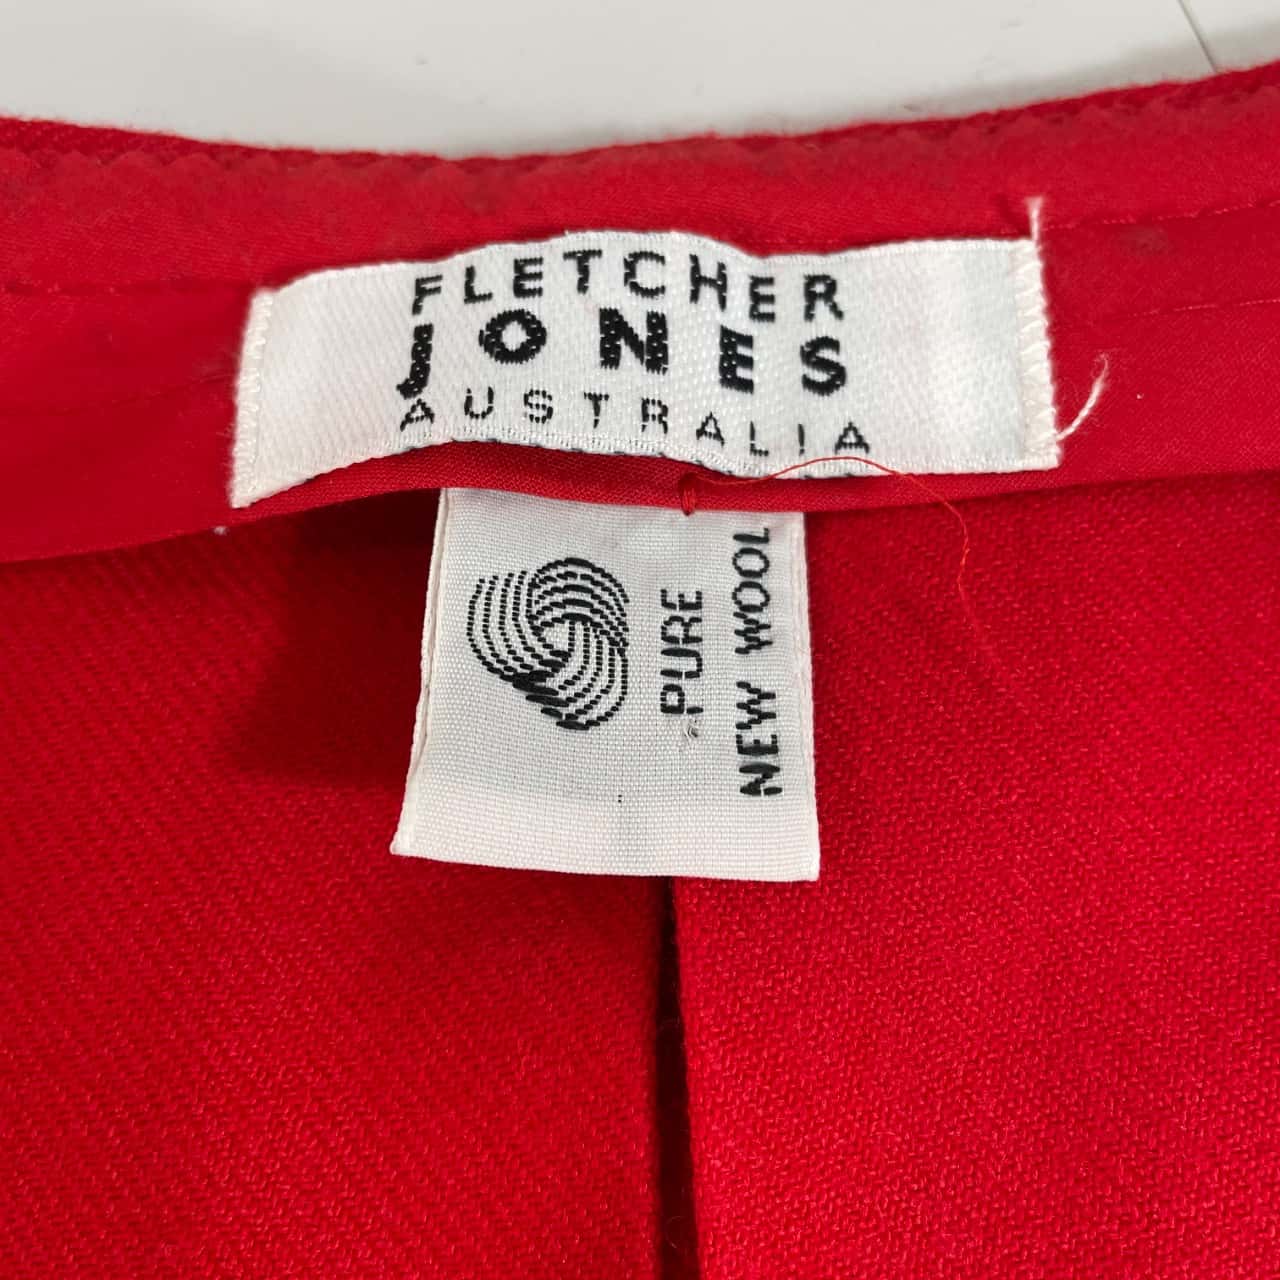 FLETCHER
JONES
AUSTRALIA
PURE
NEW WOOL